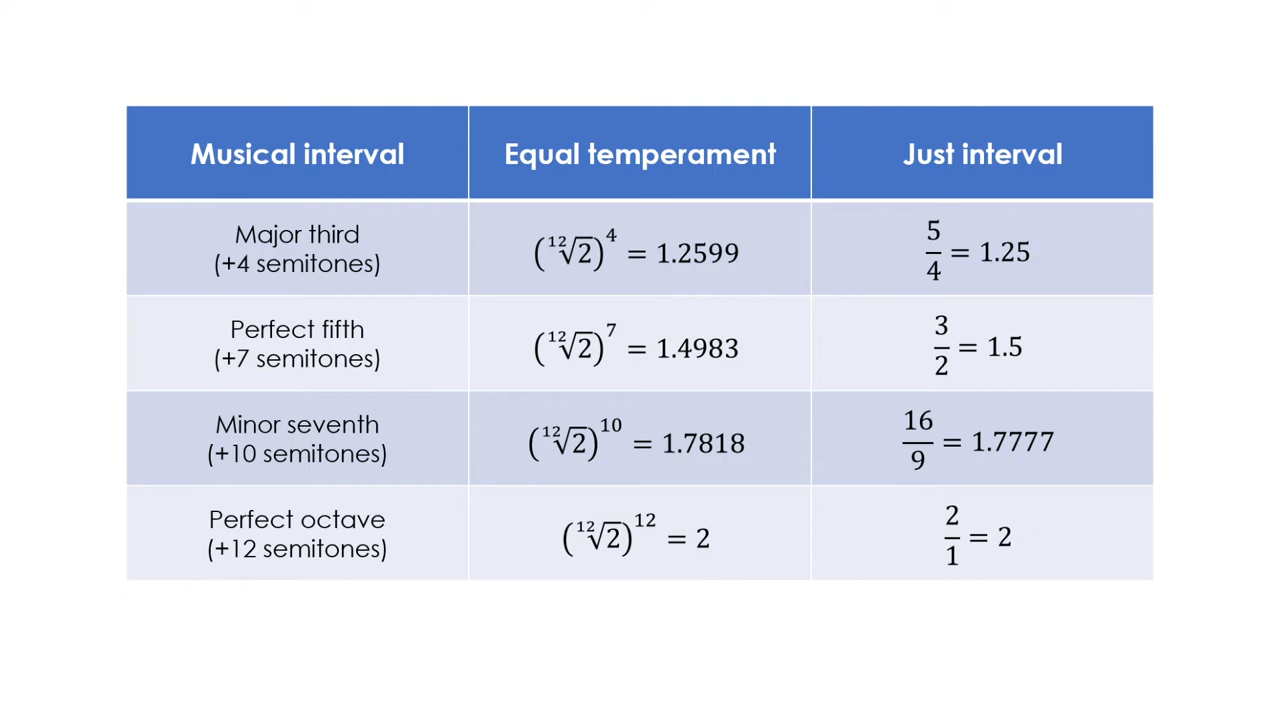 Musical interval Equal temperament Just interval
Major third
(+4 semitones)
(¹²√2)⁴ = 1.2599
5/4 = 1.25
Perfect fifth
(+7 semitones)
(¹²√2)⁷ = 1.4983
3/2 = 1.5
Minor seventh
(+10 semitones)
(¹²√2)¹⁰ = 1.7818
16/9 = 1.7777
Perfect octave
(+12 semitones)
(¹²√2)¹² = 2
2/1 = 2